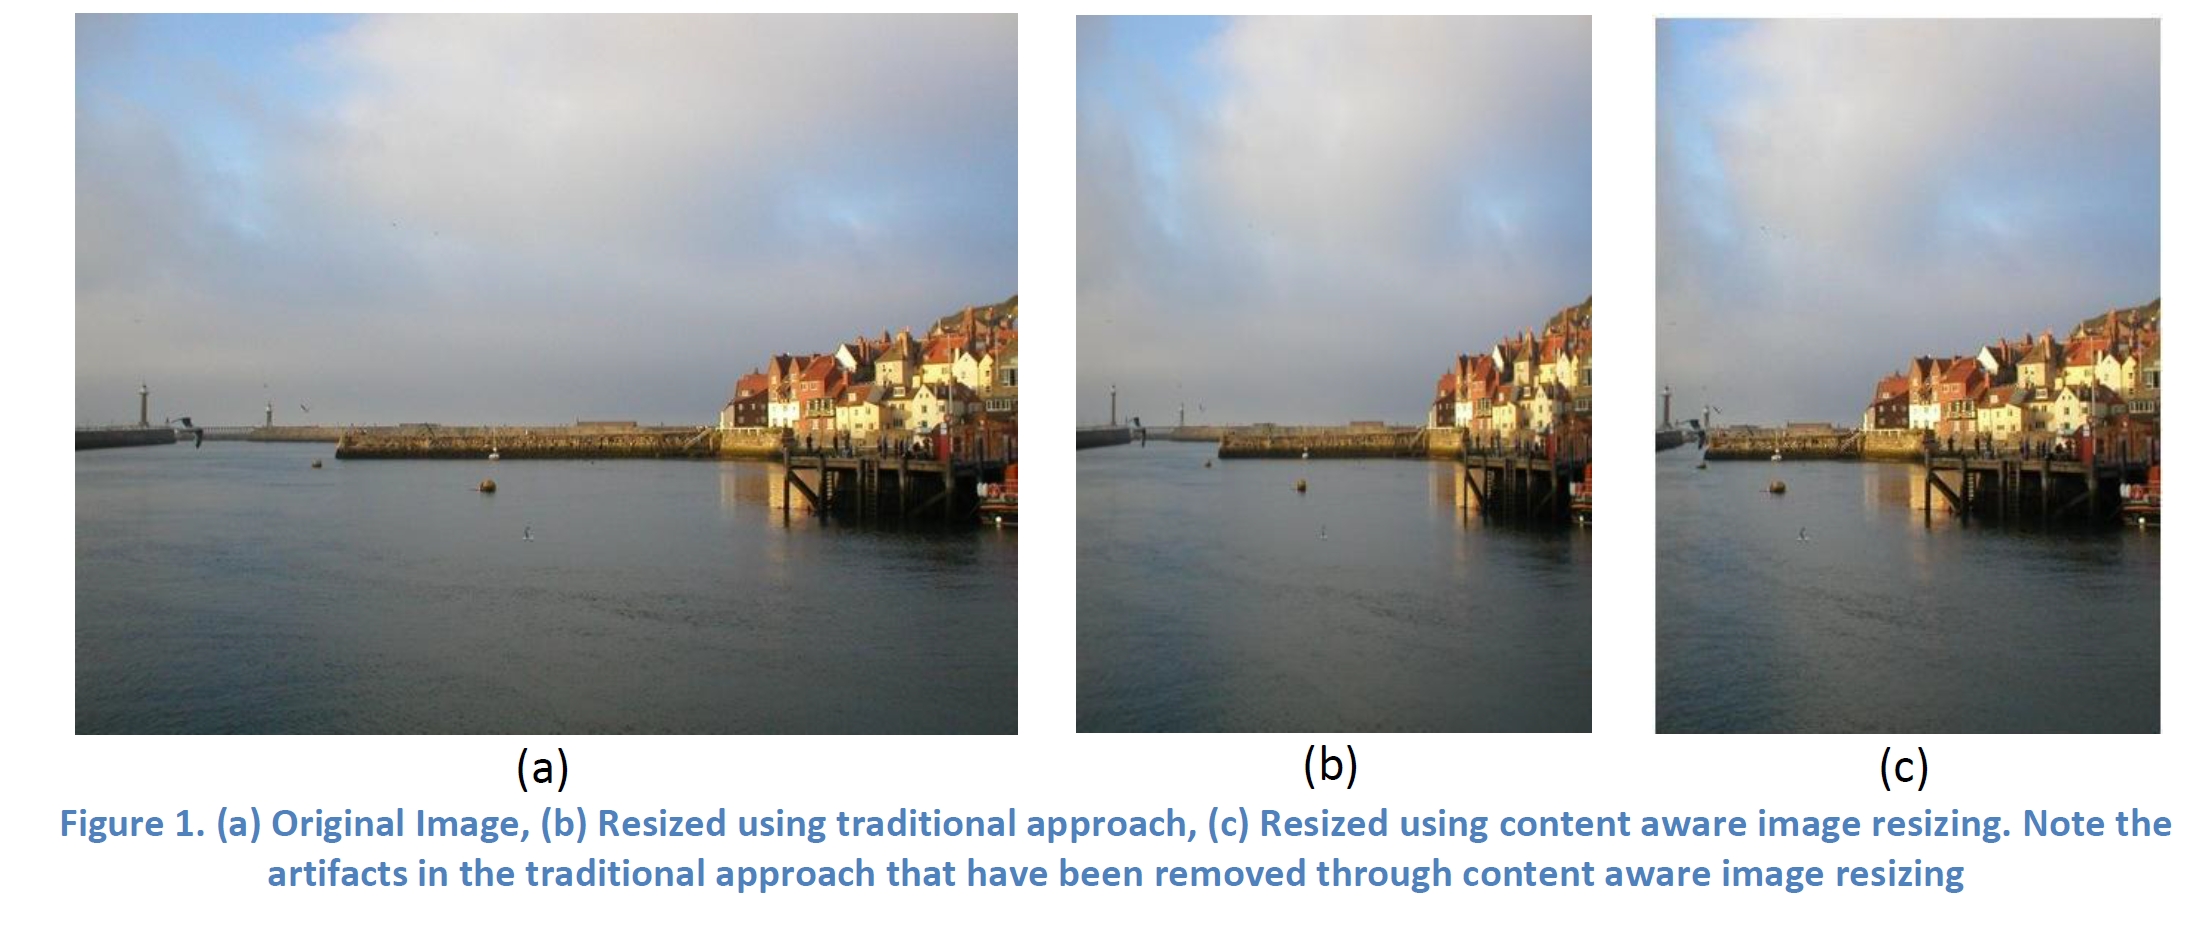 (a)
(b)
(c)
Figure 1. (a) Original Image, (b) Resized using traditional approach, (c) Resized using content aware image resizing. Note the
artifacts in the traditional approach that have been removed through content aware image resizing